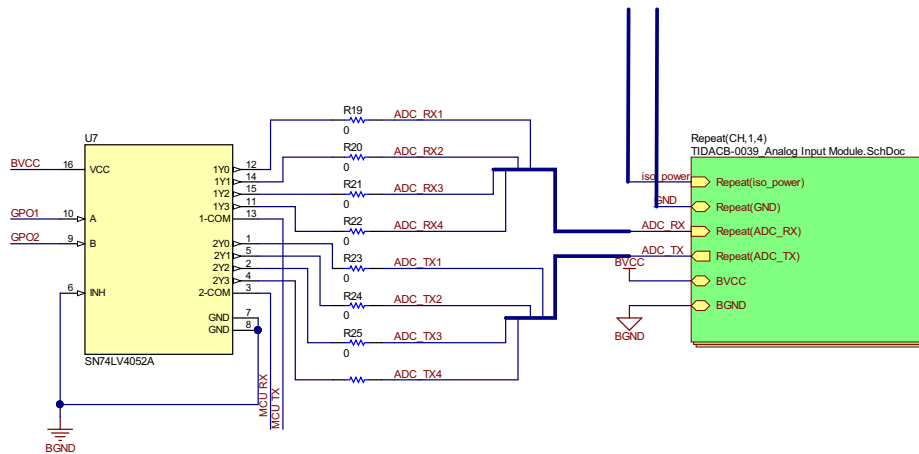 U7
BVCC
16
VCC
GPO1
10
A
GPO2
9
B
6
INH
1Y0
12
1Y1
14
1Y2
15
1Y3
11
1-COM
13
2Y0
1
2Y1
5
2Y2
2
2Y3
4
2-COM
3
GND
7
GND
8
SN74LV4052A
BGND
MCU RX
MCU TX
R19
0
ADC_RX1
R20
0
ADC_RX2
R21
0
ADC_RX3
R22
0
ADC_RX4
R23
0
ADC_TX1
R24
0
ADC_TX2
R25
0
ADC_TX3
ADC_TX4
Repeat(CH,1,4)
TIDACB-0039_Analog Input Module.SchDoc
iso_power
Repeat(iso_power)
GND
Repeat(GND)
ADC_RX
Repeat(ADC_RX)
ADC_TX
Repeat(ADC_TX)
BVCC
BVCC
BGND
BGND